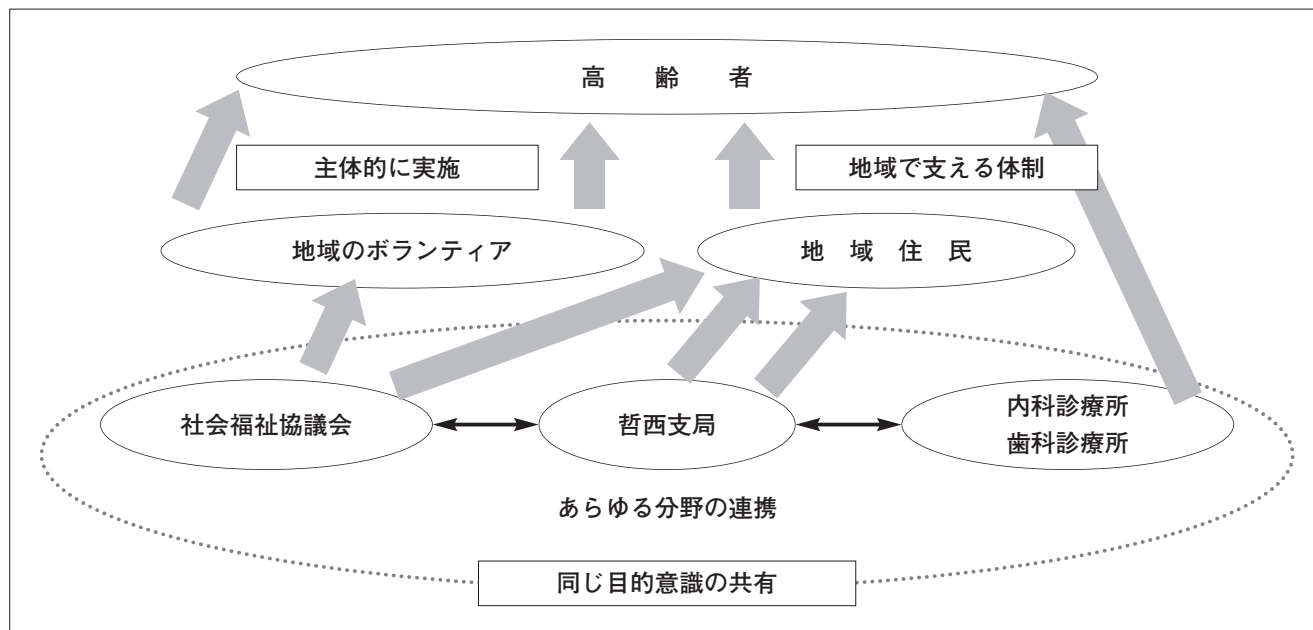 高齢者
主体的に実施
地域で支える体制
地域のボランティア
地域住民
社会福祉協議会
哲西支局
内科診療所
歯科診療所
あらゆる分野の連携
同じ目的意識の共有